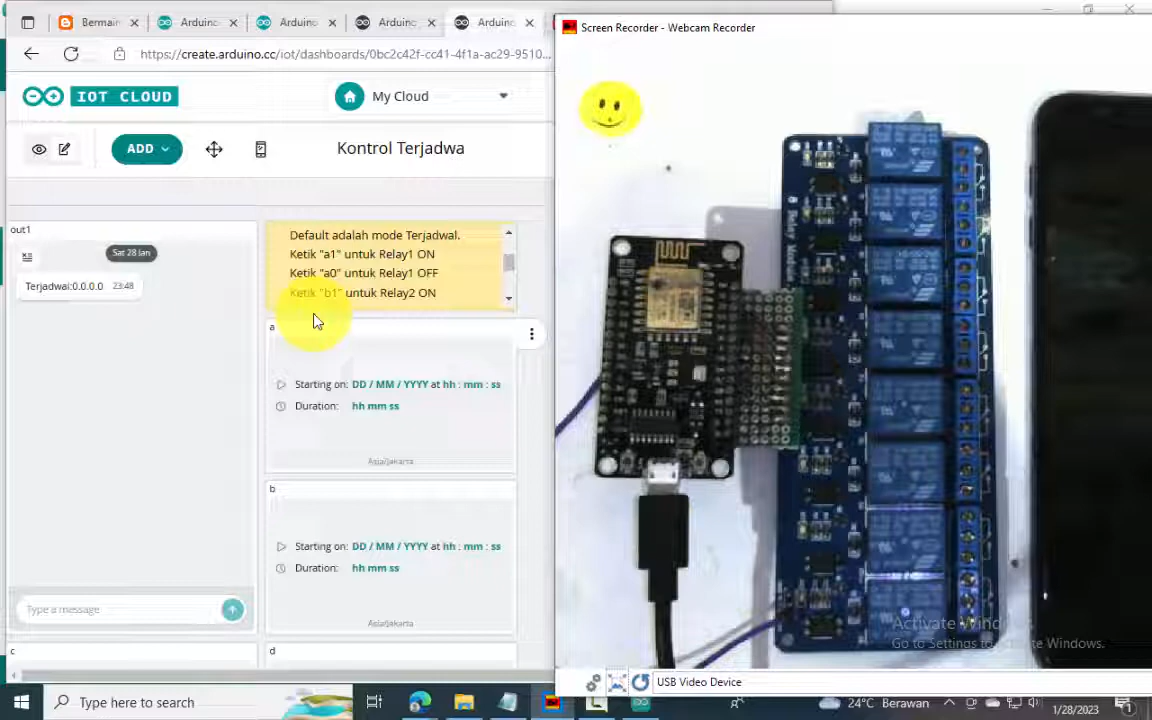 Bermain
Arduino
Arduino
Arduino
Arduino
Screen Recorder - Webcam Recorder
https://create.arduino.cc/iot/dashboards/0bc2c42f-cc41-4f1a-ac29-9510...
IOT CLOUD
My Cloud
ADD
Kontrol Terjadwa
out1
Sat 28 Jan
Terjadwal:0.0.0.0 23:48
Default adalah mode Terjadwal.
Ketik "a1" untuk Relay1 ON
Ketik "a0" untuk Relay1 OFF
Ketik "b1" untuk Relay2 ON
a
Starting on: DD / MM / YYYY at hh : mm : ss
Duration: hh mm ss
Asia/Jakarta
b
Starting on: DD / MM / YYYY at hh : mm : ss
Duration: hh mm ss
Asia/Jakarta
Type a message
c
d
Relay Module
Activate Windows
Go to Settings to Activate Windows.
USB Video Device
Type here to search
24°C Berawan
1/28/2023
1